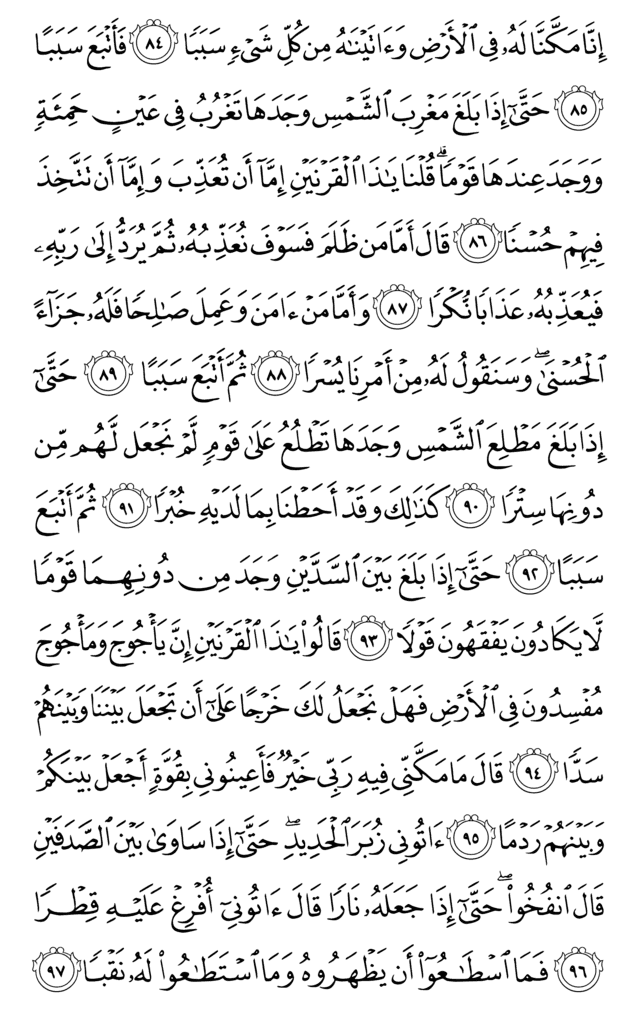 إِنَّا مَكَّنَّا لَهُۥ فِى ٱلْأَرْضِ وَءَاتَيْنَٰهُ مِن كُلِّ شَىْءٍ سَبَبًا ٨٤ فَأَتْبَعَ سَبَبًا
٨٥ حَتَّىٰٓ إِذَا بَلَغَ مَغْرِبَ ٱلشَّمْسِ وَجَدَهَا تَغْرُبُ فِى عَيْنٍ حَمِئَةٍ
وَوَجَدَ عِندَهَا قَوْمًا ۗ قُلْنَا يَٰذَا ٱلْقَرْنَيْنِ إِمَّآ أَن تُعَذِّبَ وَإِمَّآ أَن تَتَّخِذَ
فِيهِمْ حُسْنًا ٨٦ قَالَ أَمَّا مَن ظَلَمَ فَسَوْفَ نُعَذِّبُهُۥ ثُمَّ يُرَدُّ إِلَىٰ رَبِّهِۦ
فَيُعَذِّبُهُۥ عَذَابًا نُّكْرًا ٨٧ وَأَمَّا مَنْ ءَامَنَ وَعَمِلَ صَٰلِحًا فَلَهُۥ جَزَآءً
ٱلْحُسْنَىٰ ۖ وَسَنَقُولُ لَهُۥ مِنْ أَمْرِنَا يُسْرًا ٨٨ ثُمَّ أَتْبَعَ سَبَبًا ٨٩ حَتَّىٰٓ
إِذَا بَلَغَ مَطْلِعَ ٱلشَّمْسِ وَجَدَهَا تَطْلُعُ عَلَىٰ قَوْمٍ لَّمْ نَجْعَل لَّهُم مِّن
دُونِهَا سِتْرًا ٩٠ كَذَٰلِكَ وَقَدْ أَحَطْنَا بِمَا لَدَيْهِ خُبْرًا ٩١ ثُمَّ أَتْبَعَ
سَبَبًا ٩٢ حَتَّىٰٓ إِذَا بَلَغَ بَيْنَ ٱلسَّدَّيْنِ وَجَدَ مِن دُونِهِمَا قَوْمًا
لَّا يَكَادُونَ يَفْقَهُونَ قَوْلًا ٩٣ قَالُوا۟ يَٰذَا ٱلْقَرْنَيْنِ إِنَّ يَأْجُوجَ وَمَأْجُوجَ
مُفْسِدُونَ فِى ٱلْأَرْضِ فَهَلْ نَجْعَلُ لَكَ خَرْجًا عَلَىٰٓ أَن تَجْعَلَ بَيْنَنَا وَبَيْنَهُمْ
سَدًّا ٩٤ قَالَ مَا مَكَّنِّى فِيهِ رَبِّى خَيْرٌ فَأَعِينُونِى بِقُوَّةٍ أَجْعَلْ بَيْنَكُمْ
وَبَيْنَهُمْ رَدْمًا ٩٥ ءَاتُونِى زُبَرَ ٱلْحَدِيدِ ۖ حَتَّىٰٓ إِذَا سَاوَىٰ بَيْنَ ٱلصَّدَفَيْنِ
قَالَ ٱنفُخُوا۟ ۖ حَتَّىٰٓ إِذَا جَعَلَهُۥ نَارًا قَالَ ءَاتُونِىٓ أُفْرِغْ عَلَيْهِ قِطْرًا
٩٦ فَمَا ٱسْطَٰعُوٓا۟ أَن يَظْهَرُوهُ وَمَا ٱسْتَطَٰعُوا۟ لَهُۥ نَقْبًا ٩٧